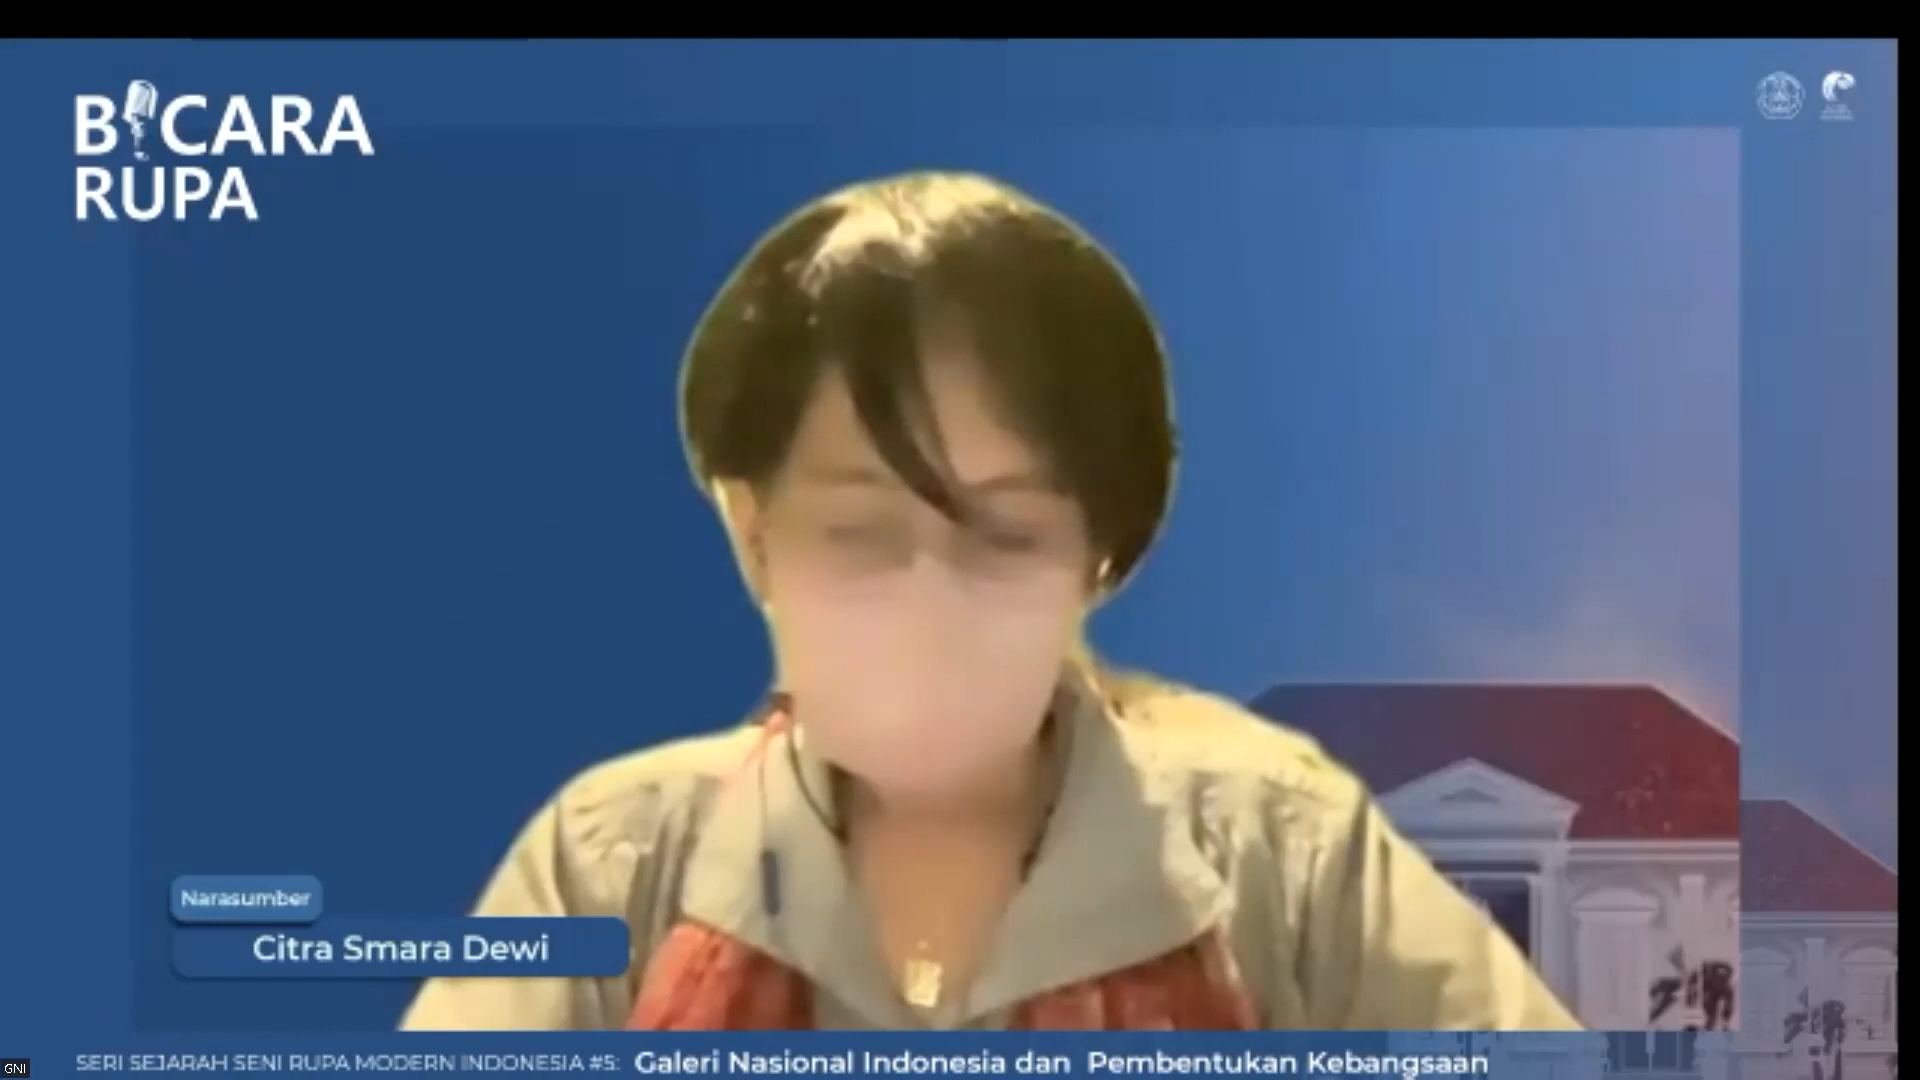 BICARA
RUPA
Narasumber
Citra Smara Dewi
SERI SEJARAH SENI RUPA MODERN INDONESIA #5: Galeri Nasional Indonesia dan Pembentukan Kebangsaan
GNI